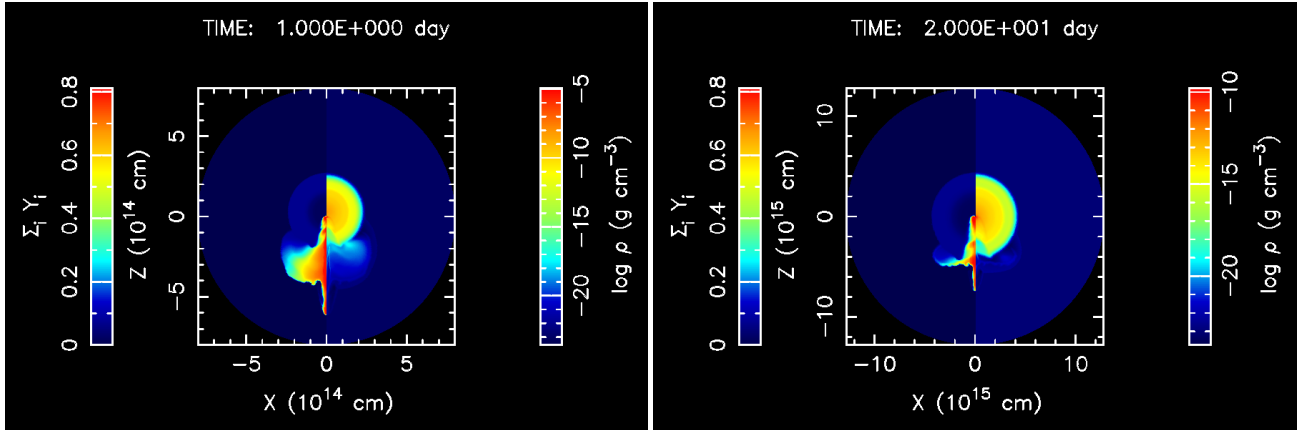 TIME: 1.000E+000 day
Σi Yi
0.8
0.6
0.4
0.2
0
Z (10^14 cm)
5
0
−5
−5 0 5
X (10^14 cm)
−5
−10
−15
−20
log ρ (g cm^−3)
TIME: 2.000E+001 day
Σi Yi
0.8
0.6
0.4
0.2
0
Z (10^15 cm)
10
0
−10
−10 0 10
X (10^15 cm)
−10
−15
−20
log ρ (g cm^−3)